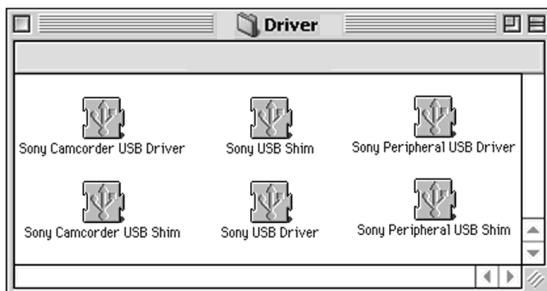 Driver
Sony Camcorder USB Driver
Sony USB Shim
Sony Peripheral USB Driver
Sony Camcorder USB Shim
Sony USB Driver
Sony Peripheral USB Shim